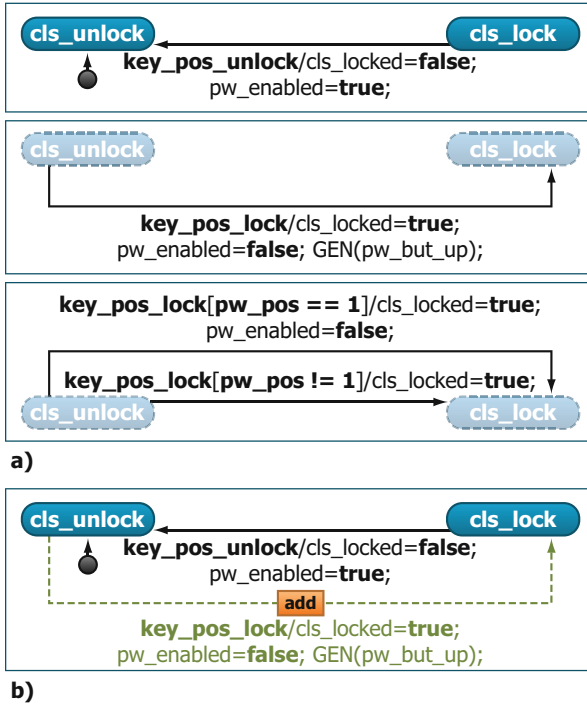 cls_unlock cls_lock
key_pos_unlock/cls_locked=false;
pw_enabled=true;
cls_unlock cls_lock
key_pos_lock/cls_locked=true;
pw_enabled=false; GEN(pw_but_up);
key_pos_lock[pw_pos == 1]/cls_locked=true;
pw_enabled=false;
key_pos_lock[pw_pos != 1]/cls_locked=true;
cls_unlock cls_lock
a)
cls_unlock cls_lock
key_pos_unlock/cls_locked=false;
pw_enabled=true;
add
key_pos_lock/cls_locked=true;
pw_enabled=false; GEN(pw_but_up);
b)